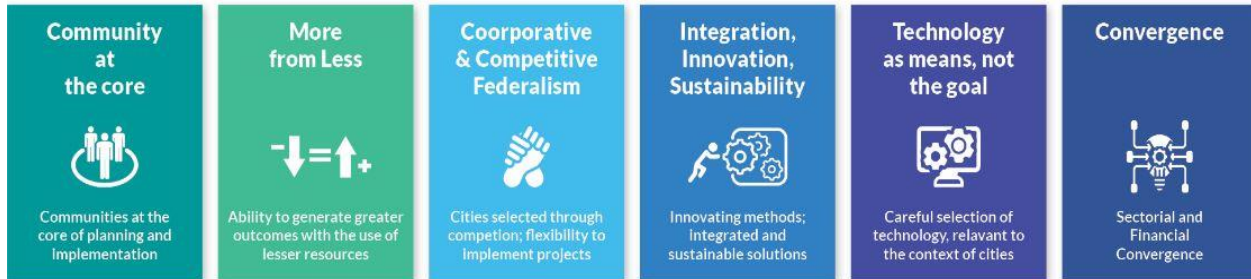 Community
at
the core
Communities at the
core of planning and
Implementation
More
from Less
Ability to generate greater
outcomes with the use of
lesser resources
Coorporative
& Competitive
Federalism
Cities selected through
competion; flexibility to
Implement projects
Integration,
Innovation,
Sustainability
Innovating methods;
integrated and
sustainable solutions
Technology
as means, not
the goal
Careful selection of
technology, relavant to
the context of cities
Convergence
Sectorial and
Financial
Convergence